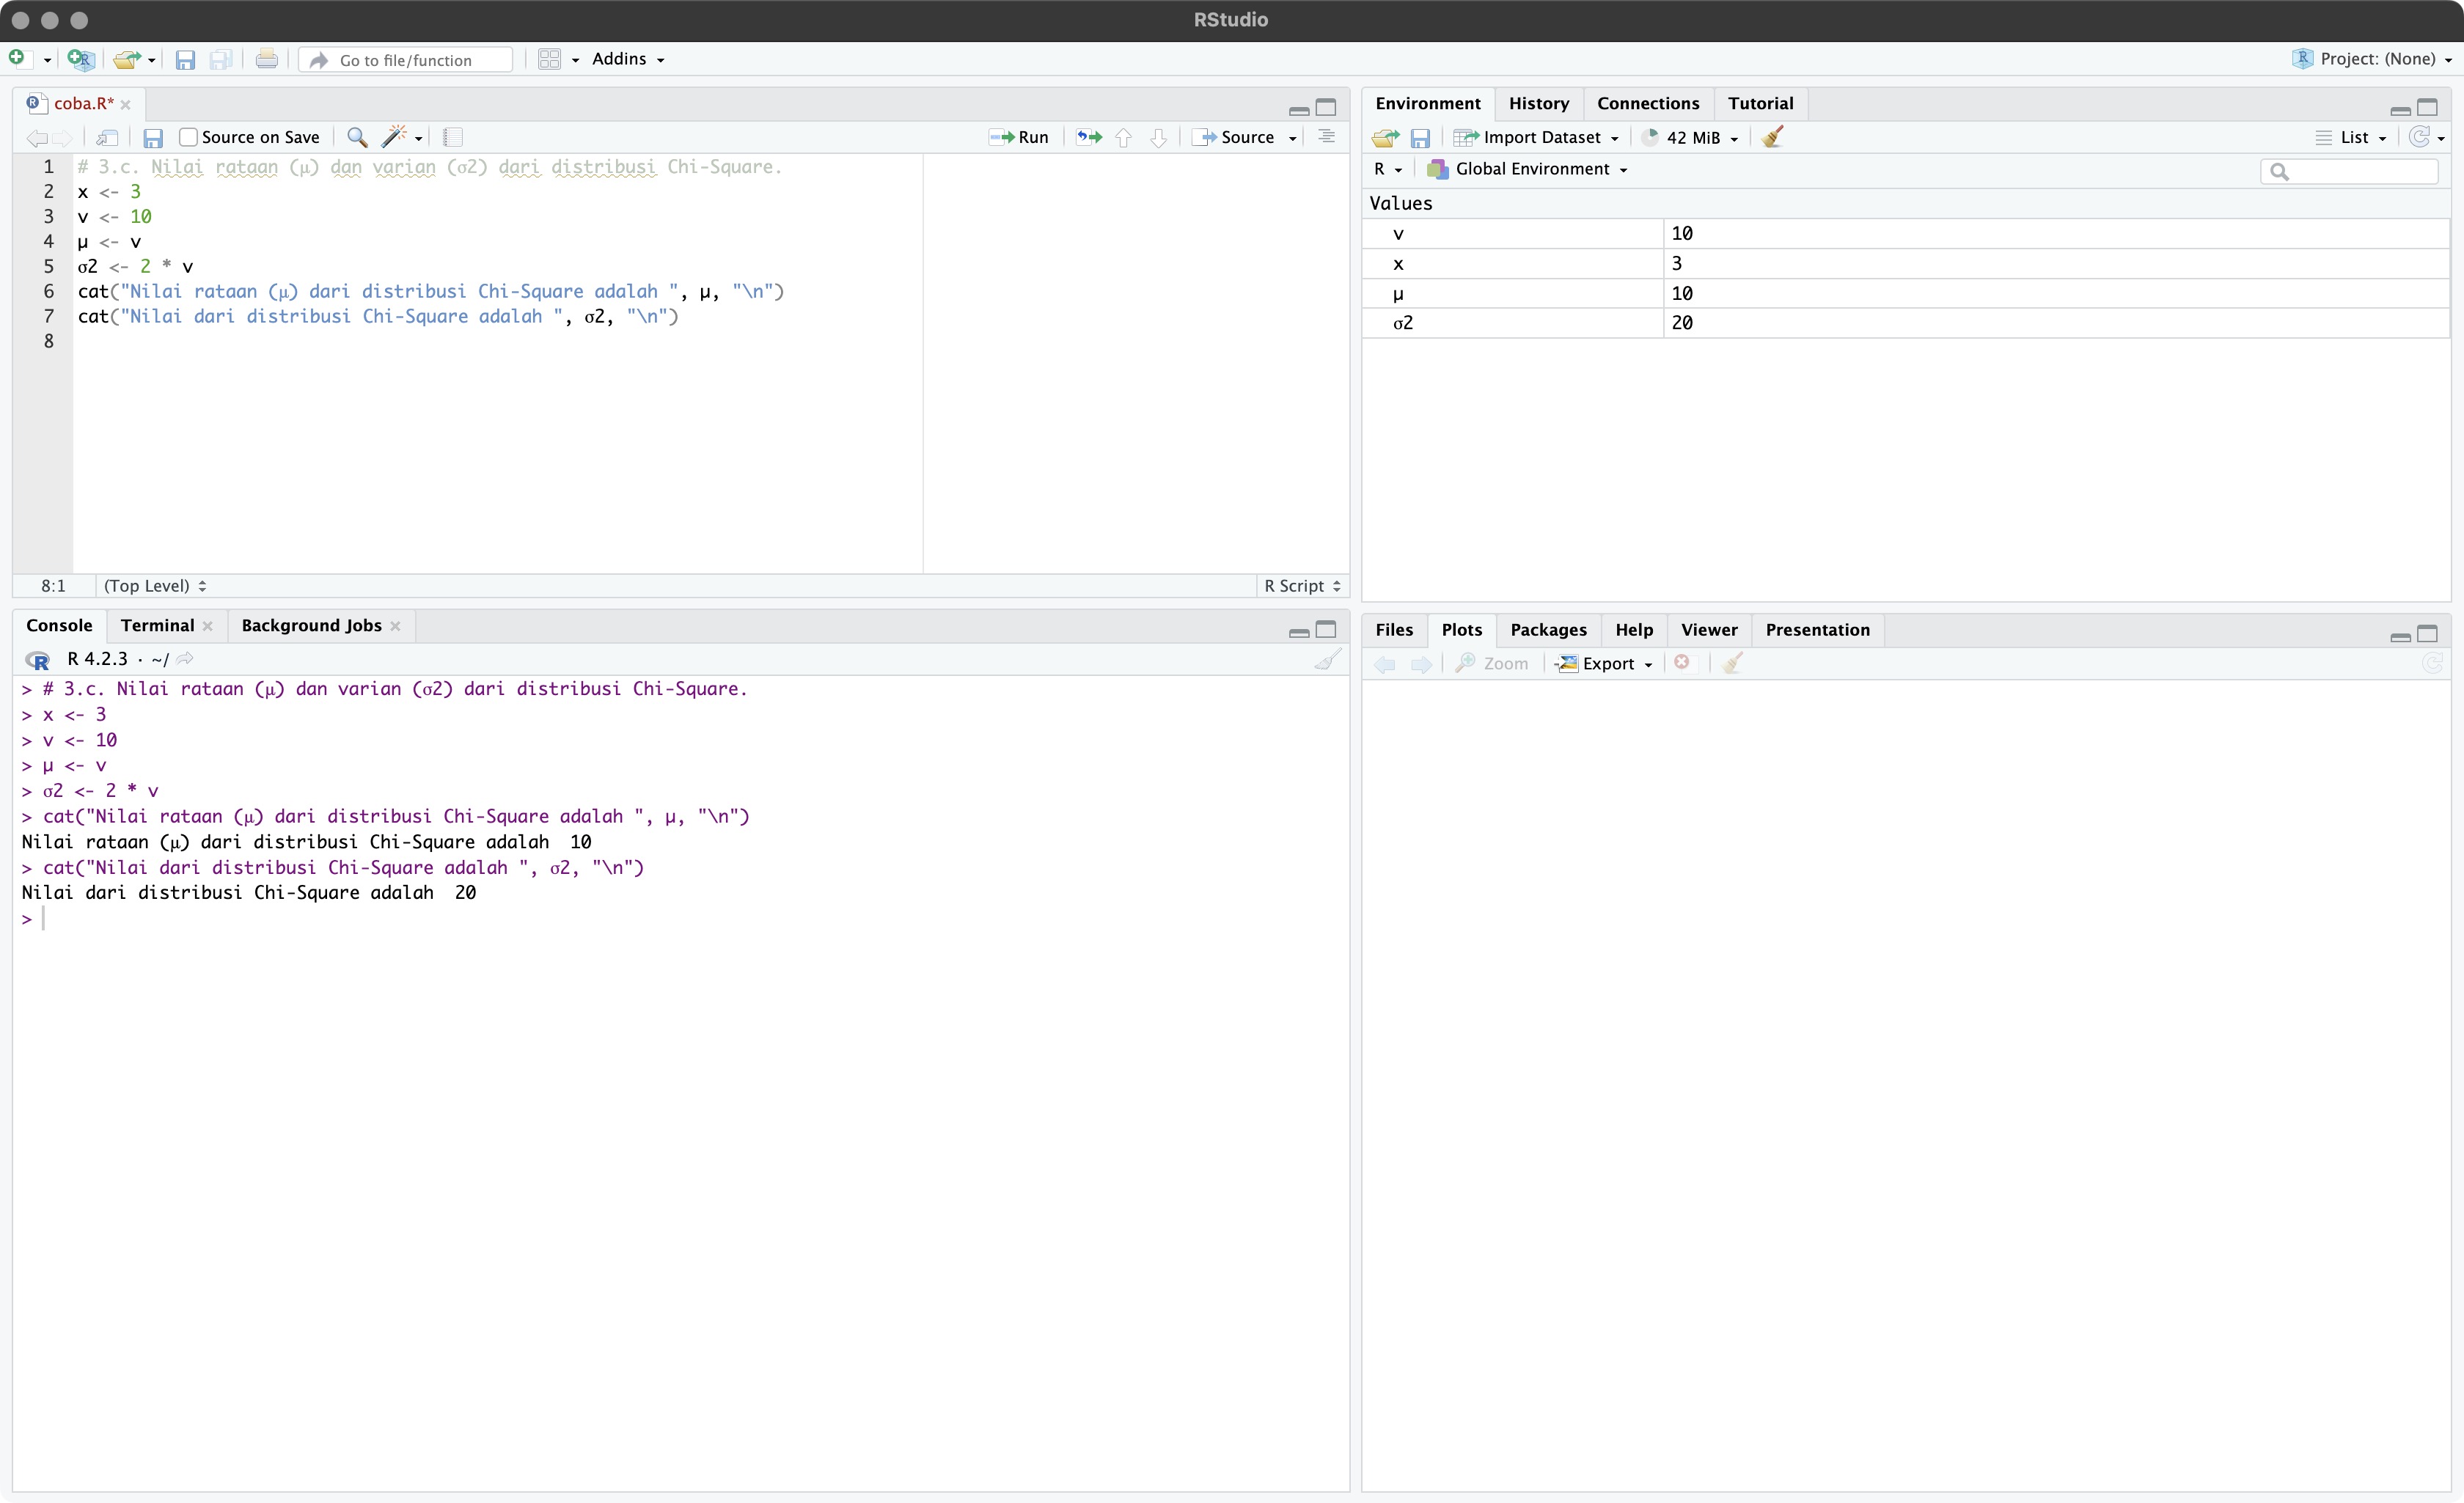 RStudio
Go to file/function
Addins
Project: (None)
coba.R*
Source on Save
Run
Source
1 # 3.c. Nilai rataan (μ) dan varian (σ2) dari distribusi Chi-Square.
2 x <- 3
3 v <- 10
4 μ <- v
5 σ2 <- 2 * v
6 cat("Nilai rataan (μ) dari distribusi Chi-Square adalah ", μ, "\n")
7 cat("Nilai dari distribusi Chi-Square adalah ", σ2, "\n")
8
8:1 (Top Level) R Script
Console Terminal Background Jobs
R 4.2.3 · ~/
> # 3.c. Nilai rataan (μ) dan varian (σ2) dari distribusi Chi-Square.
> x <- 3
> v <- 10
> μ <- v
> σ2 <- 2 * v
> cat("Nilai rataan (μ) dari distribusi Chi-Square adalah ", μ, "\n")
Nilai rataan (μ) dari distribusi Chi-Square adalah  10
> cat("Nilai dari distribusi Chi-Square adalah ", σ2, "\n")
Nilai dari distribusi Chi-Square adalah  20
>
Environment History Connections Tutorial
Import Dataset 42 MiB List
R Global Environment
Values
v 10
x 3
μ 10
σ2 20
Files Plots Packages Help Viewer Presentation
Zoom Export